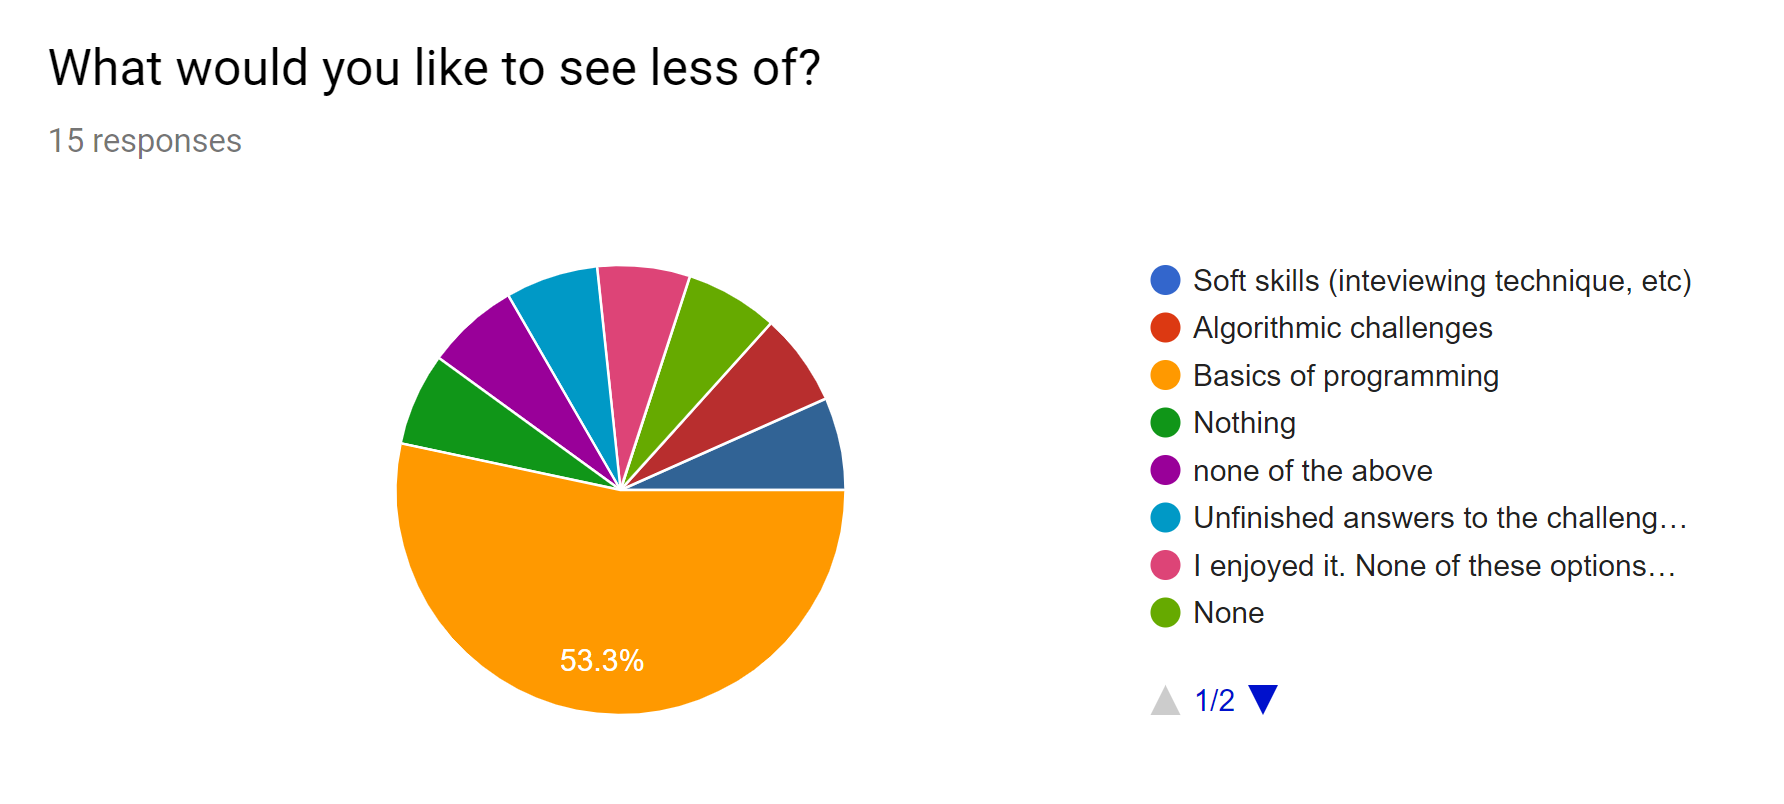 What would you like to see less of?
15 responses
53.3%
Soft skills (inteviewing technique, etc)
Algorithmic challenges
Basics of programming
Nothing
none of the above
Unfinished answers to the challeng…
I enjoyed it. None of these options…
None
1/2